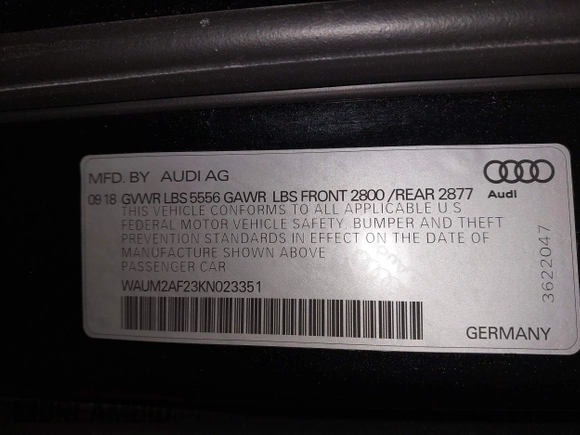 MFD. BY AUDI AG
Audi
09 18 GVWR LBS 5556 GAWR LBS FRONT 2800 /REAR 2877
THIS VEHICLE CONFORMS TO ALL APPLICABLE U.S
FEDERAL MOTOR VEHICLE SAFETY, BUMPER AND THEFT
PREVENTION STANDARDS IN EFFECT ON THE DATE OF
MANUFACTURE SHOWN ABOVE
PASSENGER CAR
WAUM2AF23KN023351
3622047
GERMANY